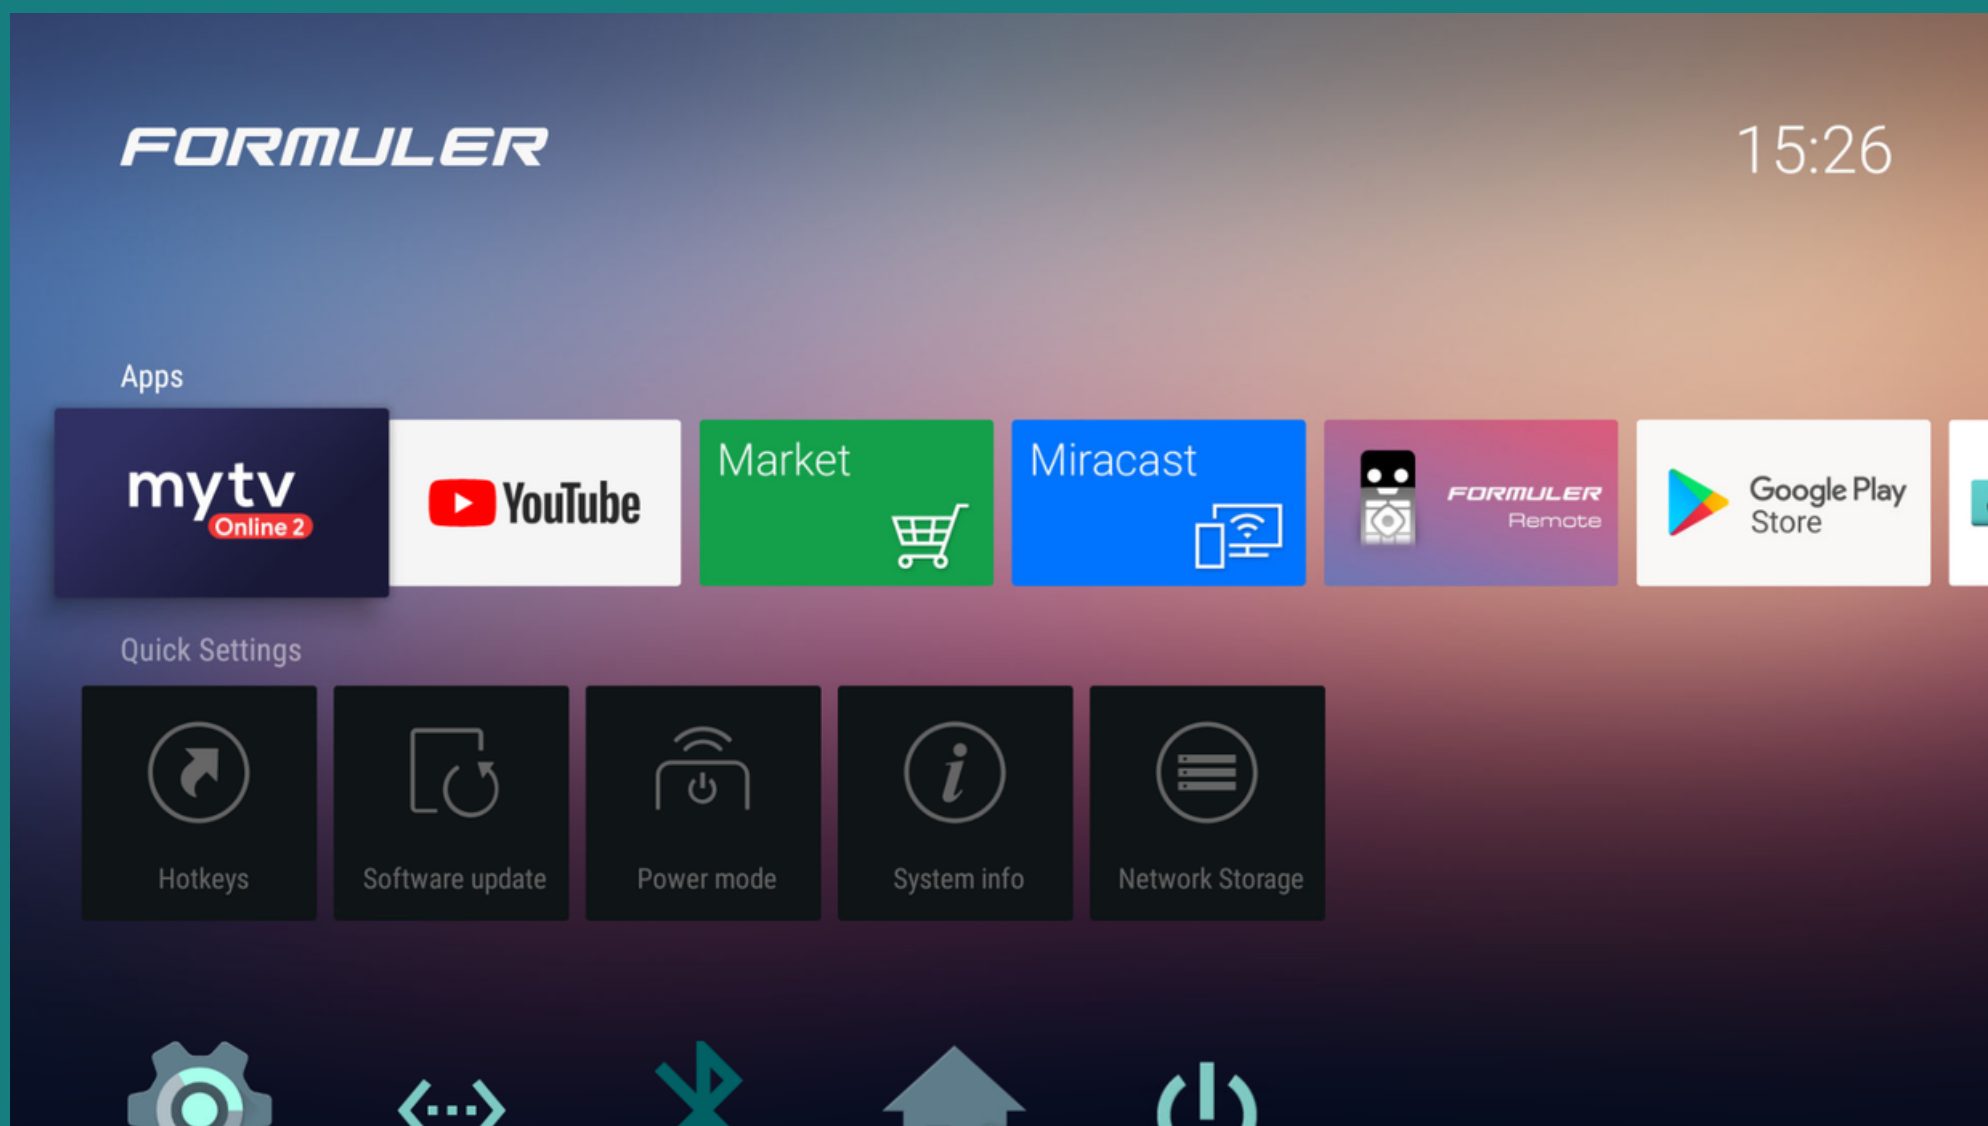 FORMULER
15:26
Apps
mytv
Online 2
YouTube
Market
Miracast
FORMULER
Remote
Google Play
Store
Quick Settings
Hotkeys
Software update
Power mode
System info
Network Storage